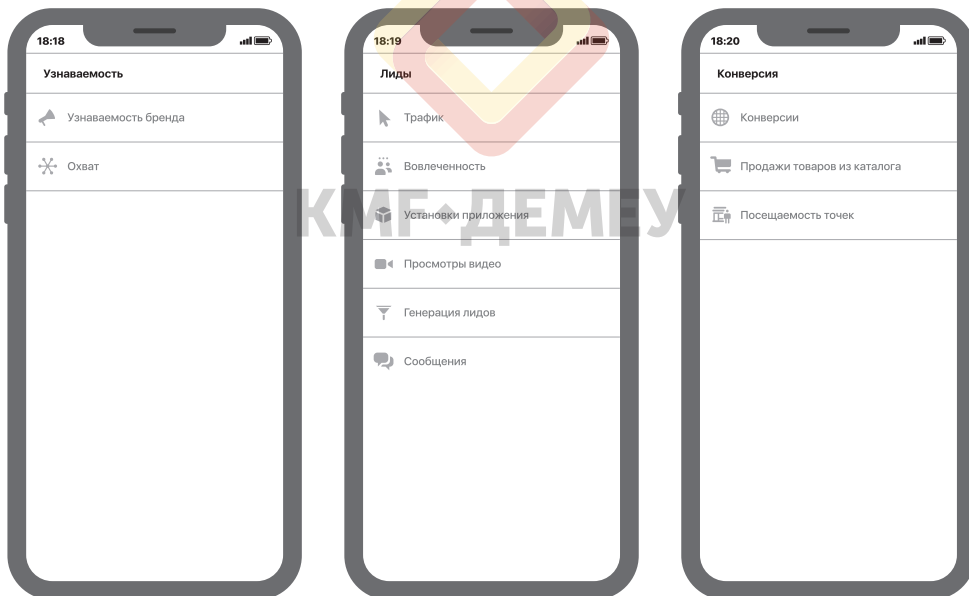 18:18
Узнаваемость
Узнаваемость бренда
Охват
18:19
Лиды
Трафик
Вовлеченность
Установки приложения
Просмотры видео
Генерация лидов
Сообщения
18:20
Конверсия
Конверсии
Продажи товаров из каталога
Посещаемость точек
KMF ДЕМЕУ